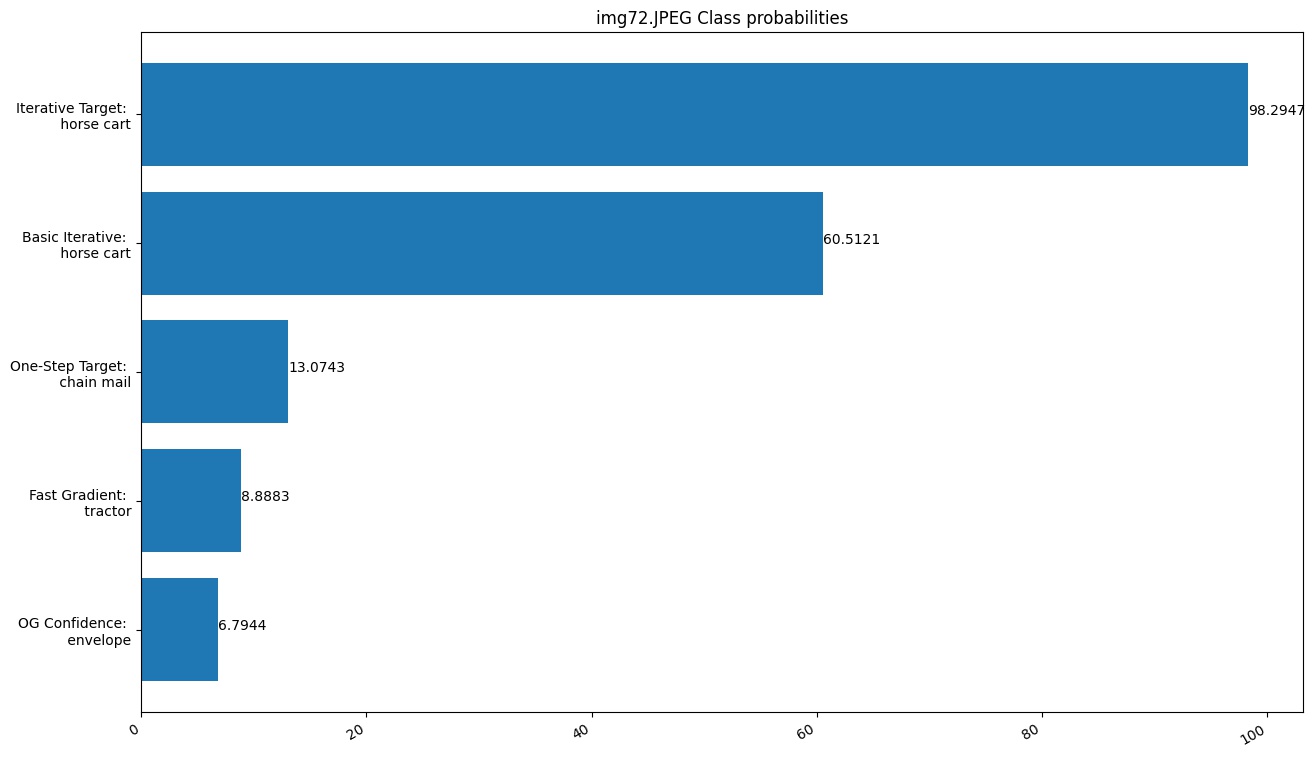 img72.JPEG Class probabilities
Iterative Target:
horse cart
98.2947
Basic Iterative:
horse cart
60.5121
One-Step Target:
chain mail
13.0743
Fast Gradient:
tractor
8.8883
OG Confidence:
envelope
6.7944
0 20 40 60 80 100